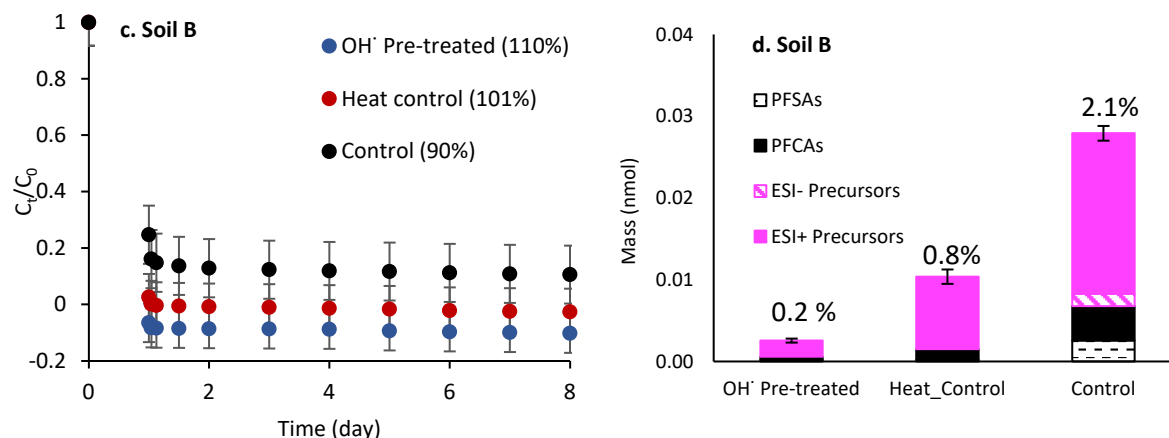 c. Soil B
OH˙ Pre-treated (110%)
Heat control (101%)
Control (90%)
1
0.8
0.6
0.4
0.2
0
-0.2
Ct/C0
0 2 4 6 8
Time (day)
d. Soil B
PFSAs
PFCAs
ESI- Precursors
ESI+ Precursors
0.04
0.03
0.02
0.01
0.00
Mass (nmol)
0.2 %
0.8%
2.1%
OH˙ Pre-treated Heat_Control Control